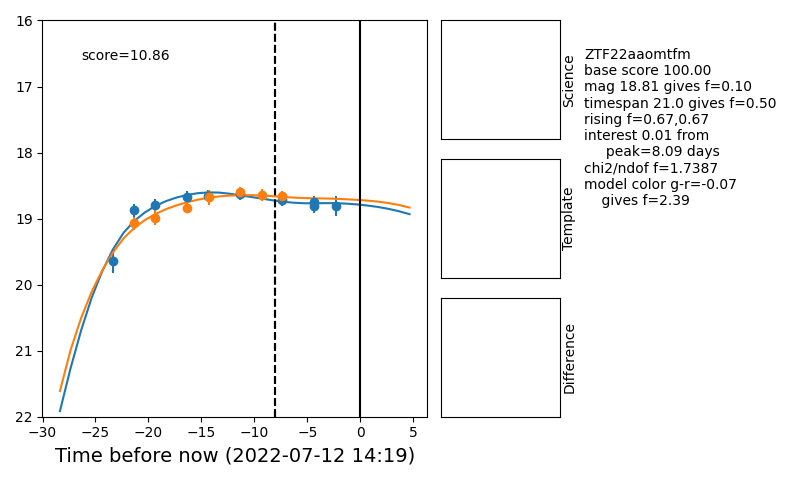 16
17
18
19
20
21
22
score=10.86
−30
−25
−20
−15
−10
−5
0
5
Time before now (2022-07-12 14:19)
Science
Template
Difference
ZTF22aaomtfm
base score 100.00
mag 18.81 gives f=0.10
timespan 21.0 gives f=0.50
rising f=0.67,0.67
interest 0.01 from
peak=8.09 days
chi2/ndof f=1.7387
model color g-r=-0.07
gives f=2.39